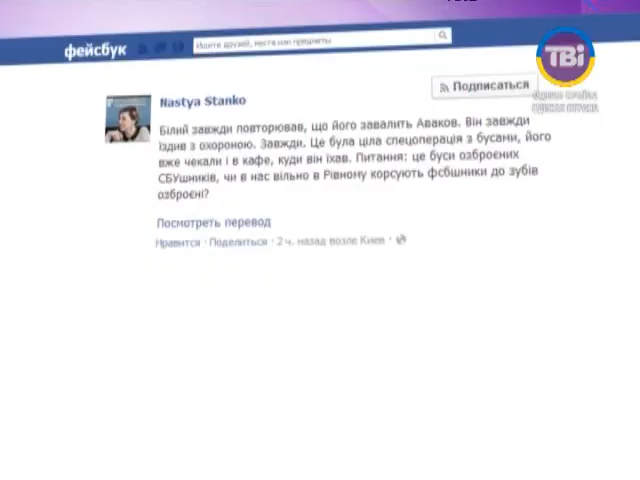 фейсбук
Ищите друзей, места или предметы
ТВі
Подписаться
Nastya Stanko
Білий завжди повторював, що його завалить Аваков. Він завжди
їздив з охороною. Завжди. Це була ціла спецоперація з бусами, його
вже чекали і в кафе, куди він їхав. Питання: це буси озброєних
СБУшників, чи в нас вільно в Рівному корсують фсбшники до зубів
озброєні?
Посмотреть перевод
Нравится · Поделиться · 2 ч. назад возле Киев ·